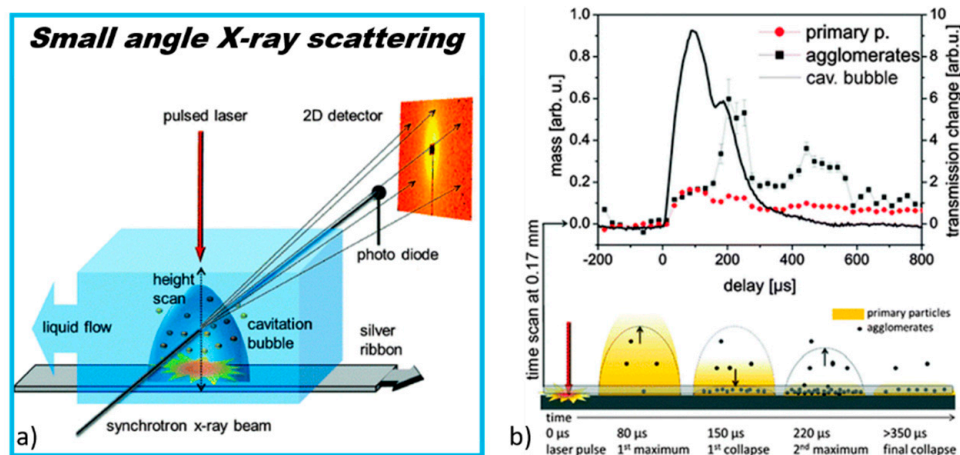 Small angle X-ray scattering
pulsed laser
2D detector
photo diode
height
scan
liquid flow
cavitation
bubble
silver
ribbon
synchrotron x-ray beam
a)
b)
primary p.
agglomerates
cav. bubble
mass [arb. u.]
1.0
0.8
0.6
0.4
0.2
0.0
transmission change [arb.u.]
10
8
6
4
2
0
-200 0 200 400 600 800
delay [µs]
time scan at 0.17 mm
primary particles
agglomerates
time
0 µs 80 µs 150 µs 220 µs >350 µs
laser pulse 1st maximum 1st collapse 2nd maximum final collapse